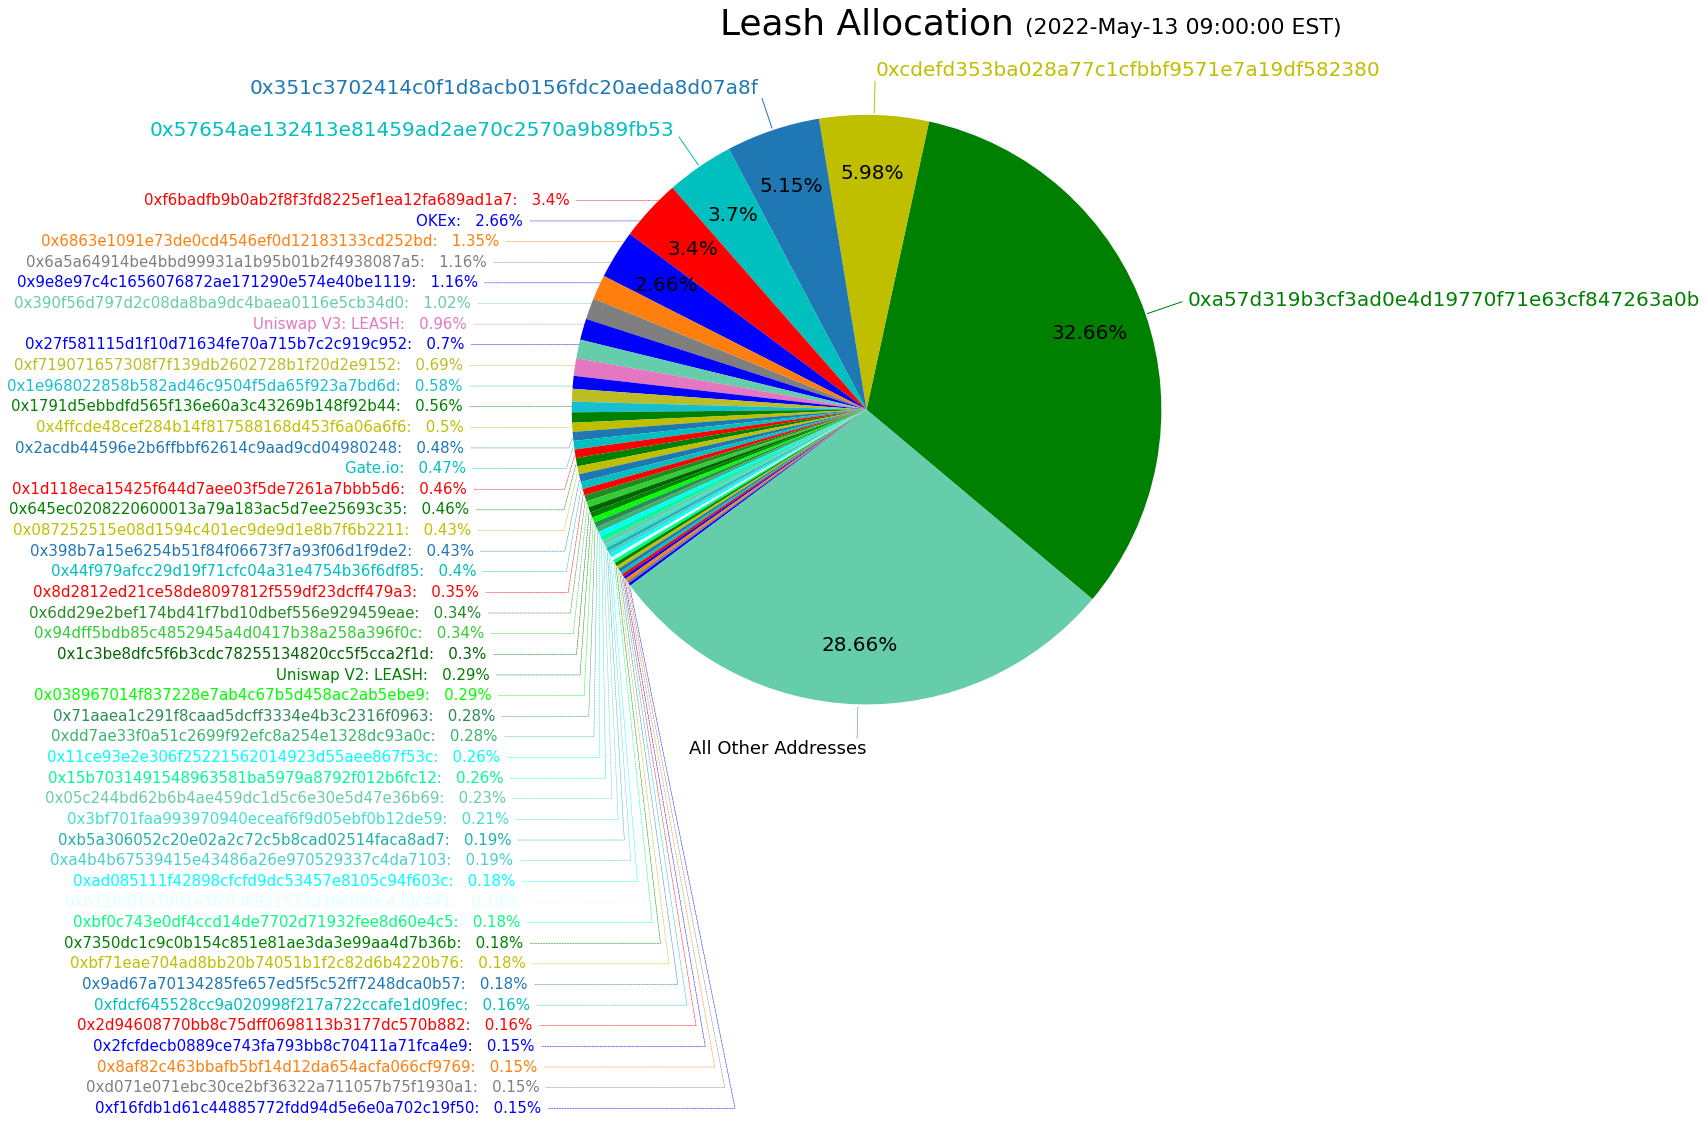 Leash Allocation (2022-May-13 09:00:00 EST)
0xcdefd353ba028a77c1cfbbf9571e7a19df582380
0x351c3702414c0f1d8acb0156fdc20aeda8d07a8f
0x57654ae132413e81459ad2ae70c2570a9b89fb53
0xa57d319b3cf3ad0e4d19770f71e63cf847263a0b
32.66%
5.98%
5.15%
3.7%
3.4%
2.66%
28.66%
All Other Addresses
0xf6badfb9b0ab2f8f3fd8225ef1ea12fa689ad1a7: 3.4%
OKEx: 2.66%
0x6863e1091e73de0cd4546ef0d12183133cd252bd: 1.35%
0x6a5a64914be4bbd99931a1b95b01b2f4938087a5: 1.16%
0x9e8e97c4c1656076872ae171290e574e40be1119: 1.16%
0x390f56d797d2c08da8ba9dc4baea0116e5cb34d0: 1.02%
Uniswap V3: LEASH: 0.96%
0x27f581115d1f10d71634fe70a715b7c2c919c952: 0.7%
0xf719071657308f7f139db2602728b1f20d2e9152: 0.69%
0x1e968022858b582ad46c9504f5da65f923a7bd6d: 0.58%
0x1791d5ebbdfd565f136e60a3c43269b148f92b44: 0.56%
0x4ffcde48cef284b14f817588168d453f6a06a6f6: 0.5%
0x2acdb44596e2b6ffbbf62614c9aad9cd04980248: 0.48%
Gate.io: 0.47%
0x1d118eca15425f644d7aee03f5de7261a7bbb5d6: 0.46%
0x645ec0208220600013a79a183ac5d7ee25693c35: 0.46%
0x087252515e08d1594c401ec9de9d1e8b7f6b2211: 0.43%
0x398b7a15e6254b51f84f06673f7a93f06d1f9de2: 0.43%
0x44f979afcc29d19f71cfc04a31e4754b36f6df85: 0.4%
0x8d2812ed21ce58de8097812f559df23dcff479a3: 0.35%
0x6dd29e2bef174bd41f7bd10dbef556e929459eae: 0.34%
0x94dff5bdb85c4852945a4d0417b38a258a396f0c: 0.34%
0x1c3be8dfc5f6b3cdc78255134820cc5f5cca2f1d: 0.3%
Uniswap V2: LEASH: 0.29%
0x038967014f837228e7ab4c67b5d458ac2ab5ebe9: 0.29%
0x71aaea1c291f8caad5dcff3334e4b3c2316f0963: 0.28%
0xdd7ae33f0a51c2699f92efc8a254e1328dc93a0c: 0.28%
0x11ce93e2e306f25221562014923d55aee867f53c: 0.26%
0x15b7031491548963581ba5979a8792f012b6fc12: 0.26%
0x05c244bd62b6b4ae459dc1d5c6e30e5d47e36b69: 0.23%
0x3bf701faa993970940eceaf6f9d05ebf0b12de59: 0.21%
0xb5a306052c20e02a2c72c5b8cad02514faca8ad7: 0.19%
0xa4b4b67539415e43486a26e970529337c4da7103: 0.19%
0xad085111f42898cfcfd9dc53457e8105c94f603c: 0.18%
0.18%
0xbf0c743e0df4ccd14de7702d71932fee8d60e4c5: 0.18%
0x7350dc1c9c0b154c851e81ae3da3e99aa4d7b36b: 0.18%
0xbf71eae704ad8bb20b74051b1f2c82d6b4220b76: 0.18%
0x9ad67a70134285fe657ed5f5c52ff7248dca0b57: 0.18%
0xfdcf645528cc9a020998f217a722ccafe1d09fec: 0.16%
0x2d94608770bb8c75dff0698113b3177dc570b882: 0.16%
0x2fcfdecb0889ce743fa793bb8c70411a71fca4e9: 0.15%
0x8af82c463bbafb5bf14d12da654acfa066cf9769: 0.15%
0xd071e071ebc30ce2bf36322a711057b75f1930a1: 0.15%
0xf16fdb1d61c44885772fdd94d5e6e0a702c19f50: 0.15%